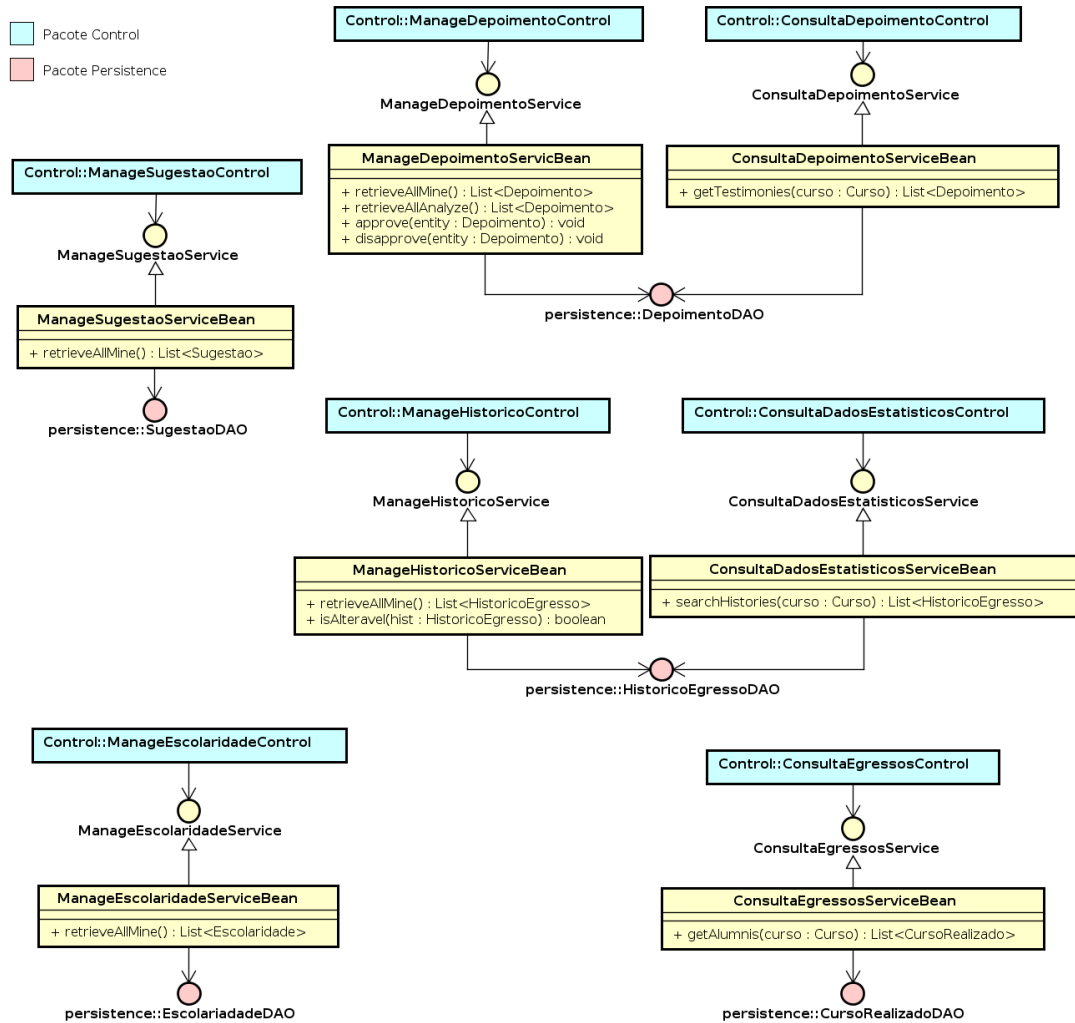 Pacote Control
Pacote Persistence
Control::ManageDepoimentoControl
ManageDepoimentoService
ManageDepoimentoServicBean
+ retrieveAllMine() : List<Depoimento>
+ retrieveAllAnalyze() : List<Depoimento>
+ approve(entity : Depoimento) : void
+ disapprove(entity : Depoimento) : void
Control::ConsultaDepoimentoControl
ConsultaDepoimentoService
ConsultaDepoimentoServiceBean
+ getTestimonies(curso : Curso) : List<Depoimento>
persistence::DepoimentoDAO
Control::ManageSugestaoControl
ManageSugestaoService
ManageSugestaoServiceBean
+ retrieveAllMine() : List<Sugestao>
persistence::SugestaoDAO
Control::ManageHistoricoControl
ManageHistoricoService
ManageHistoricoServiceBean
+ retrieveAllMine() : List<HistoricoEgresso>
+ isAlteravel(hist : HistoricoEgresso) : boolean
Control::ConsultaDadosEstatisticosControl
ConsultaDadosEstatisticosService
ConsultaDadosEstatisticosServiceBean
+ searchHistories(curso : Curso) : List<HistoricoEgresso>
persistence::HistoricoEgressoDAO
Control::ManageEscolaridadeControl
ManageEscolaridadeService
ManageEscolaridadeServiceBean
+ retrieveAllMine() : List<Escolaridade>
persistence::EscolariadadeDAO
Control::ConsultaEgressosControl
ConsultaEgressosService
ConsultaEgressosServiceBean
+ getAlumnis(curso : Curso) : List<CursoRealizado>
persistence::CursoRealizadoDAO